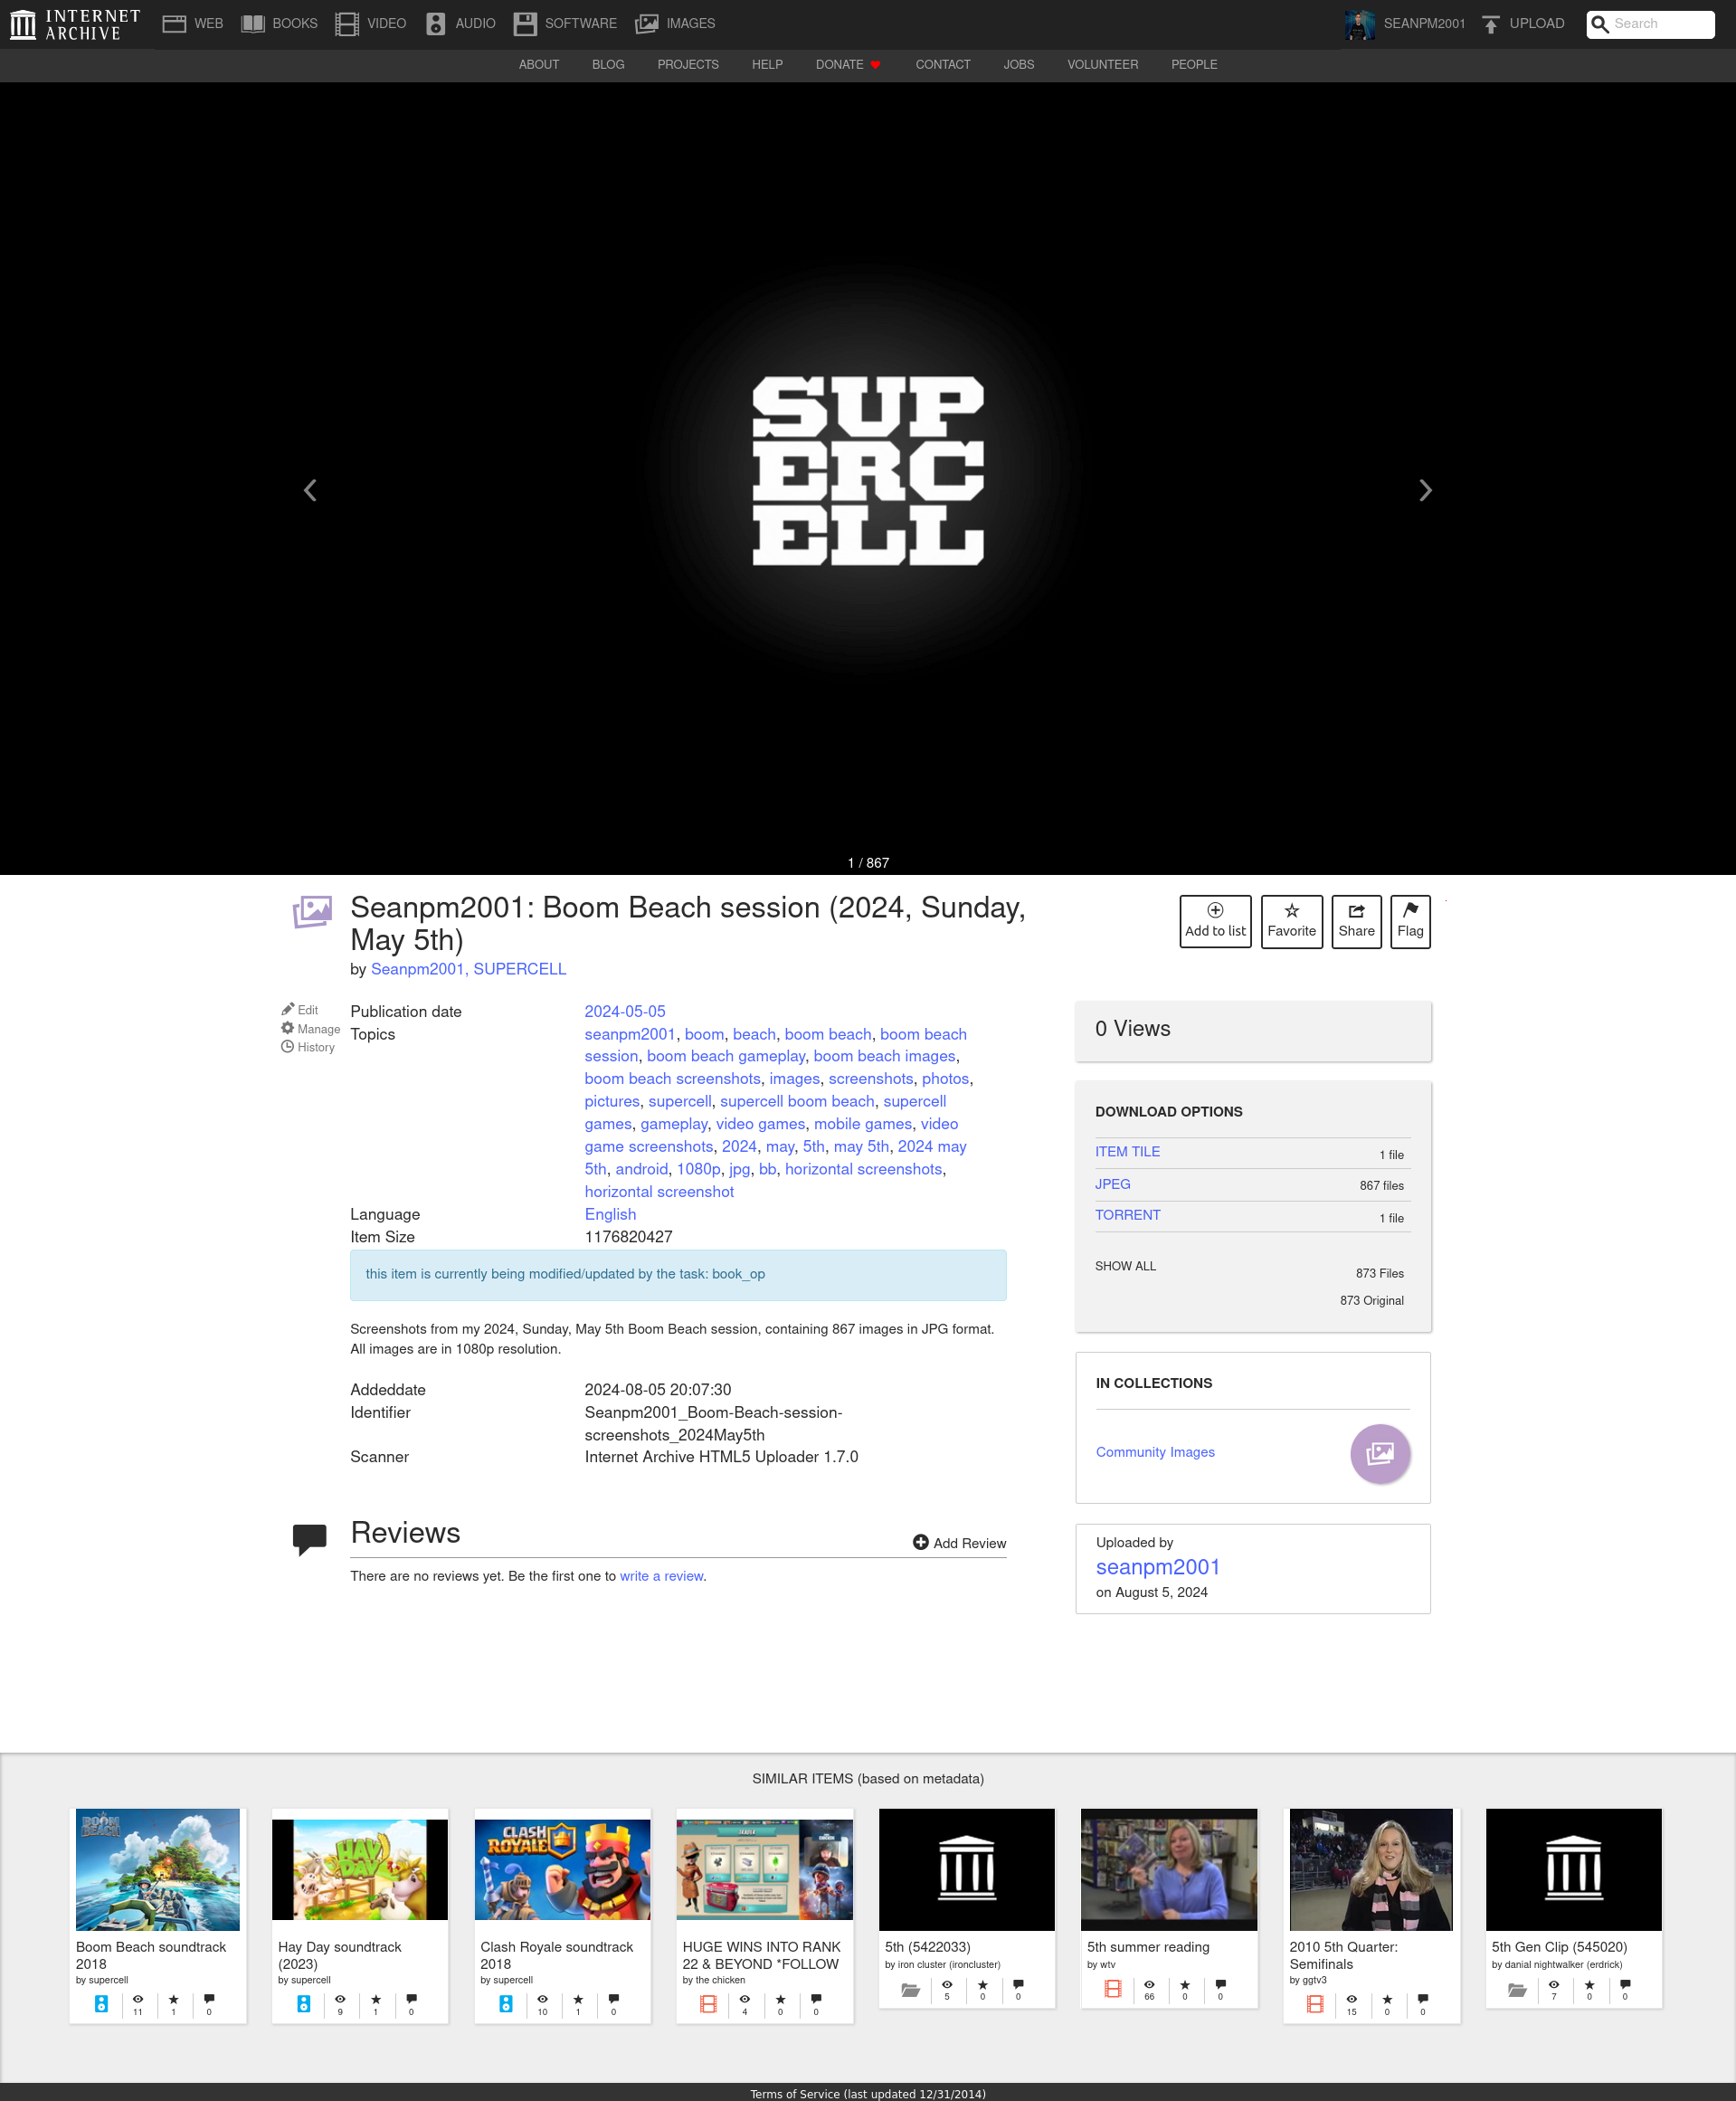 INTERNET
ARCHIVE
WEB BOOKS VIDEO AUDIO SOFTWARE IMAGES SEANPM2001 UPLOAD Search
ABOUT BLOG PROJECTS HELP DONATE CONTACT JOBS VOLUNTEER PEOPLE
SUP
ERC
ELL
1 / 867
Seanpm2001: Boom Beach session (2024, Sunday,
May 5th)
by Seanpm2001, SUPERCELL
Add to list Favorite Share Flag
Edit
Manage
History
Publication date 2024-05-05
Topics seanpm2001, boom, beach, boom beach, boom beach
session, boom beach gameplay, boom beach images,
boom beach screenshots, images, screenshots, photos,
pictures, supercell, supercell boom beach, supercell
games, gameplay, video games, mobile games, video
game screenshots, 2024, may, 5th, may 5th, 2024 may
5th, android, 1080p, jpg, bb, horizontal screenshots,
horizontal screenshot
Language English
Item Size 1176820427
this item is currently being modified/updated by the task: book_op
Screenshots from my 2024, Sunday, May 5th Boom Beach session, containing 867 images in JPG format.
All images are in 1080p resolution.
Addeddate 2024-08-05 20:07:30
Identifier Seanpm2001_Boom-Beach-session-
screenshots_2024May5th
Scanner Internet Archive HTML5 Uploader 1.7.0
Reviews
Add Review
There are no reviews yet. Be the first one to write a review.
0 Views
DOWNLOAD OPTIONS
ITEM TILE 1 file
JPEG 867 files
TORRENT 1 file
SHOW ALL 873 Files
873 Original
IN COLLECTIONS
Community Images
Uploaded by
seanpm2001
on August 5, 2024
SIMILAR ITEMS (based on metadata)
BOOM
BEACH
Boom Beach soundtrack
2018
by supercell
11 1 0
HAY
DAY
Hay Day soundtrack
(2023)
by supercell
9 1 0
CLASH
ROYALE
Clash Royale soundtrack
2018
by supercell
10 1 0
HUGE WINS INTO RANK
22 & BEYOND *FOLLOW
by the chicken
4 0 0
5th (5422033)
by iron cluster (ironcluster)
5 0 0
5th summer reading
by wtv
66 0 0
2010 5th Quarter:
Semifinals
by ggtv3
15 0 0
5th Gen Clip (545020)
by danial nightwalker (erdrick)
7 0 0
Terms of Service (last updated 12/31/2014)